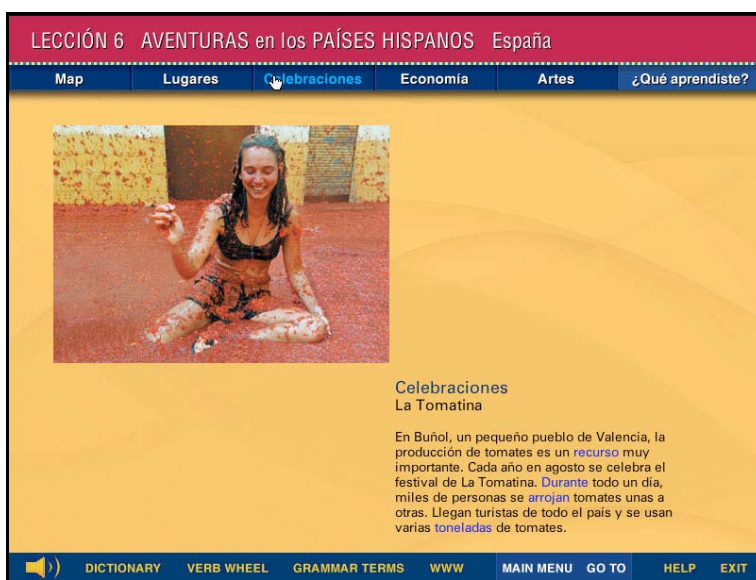 LECCIÓN 6 AVENTURAS en los PAÍSES HISPANOS España
Map Lugares Celebraciones Economía Artes ¿Qué aprendiste?
Celebraciones
La Tomatina
En Buñol, un pequeño pueblo de Valencia, la
producción de tomates es un recurso muy
importante. Cada año en agosto se celebra el
festival de La Tomatina. Durante todo un día,
miles de personas se arrojan tomates unas a
otras. Llegan turistas de todo el país y se usan
varias toneladas de tomates.
DICTIONARY VERB WHEEL GRAMMAR TERMS WWW MAIN MENU GO TO HELP EXIT